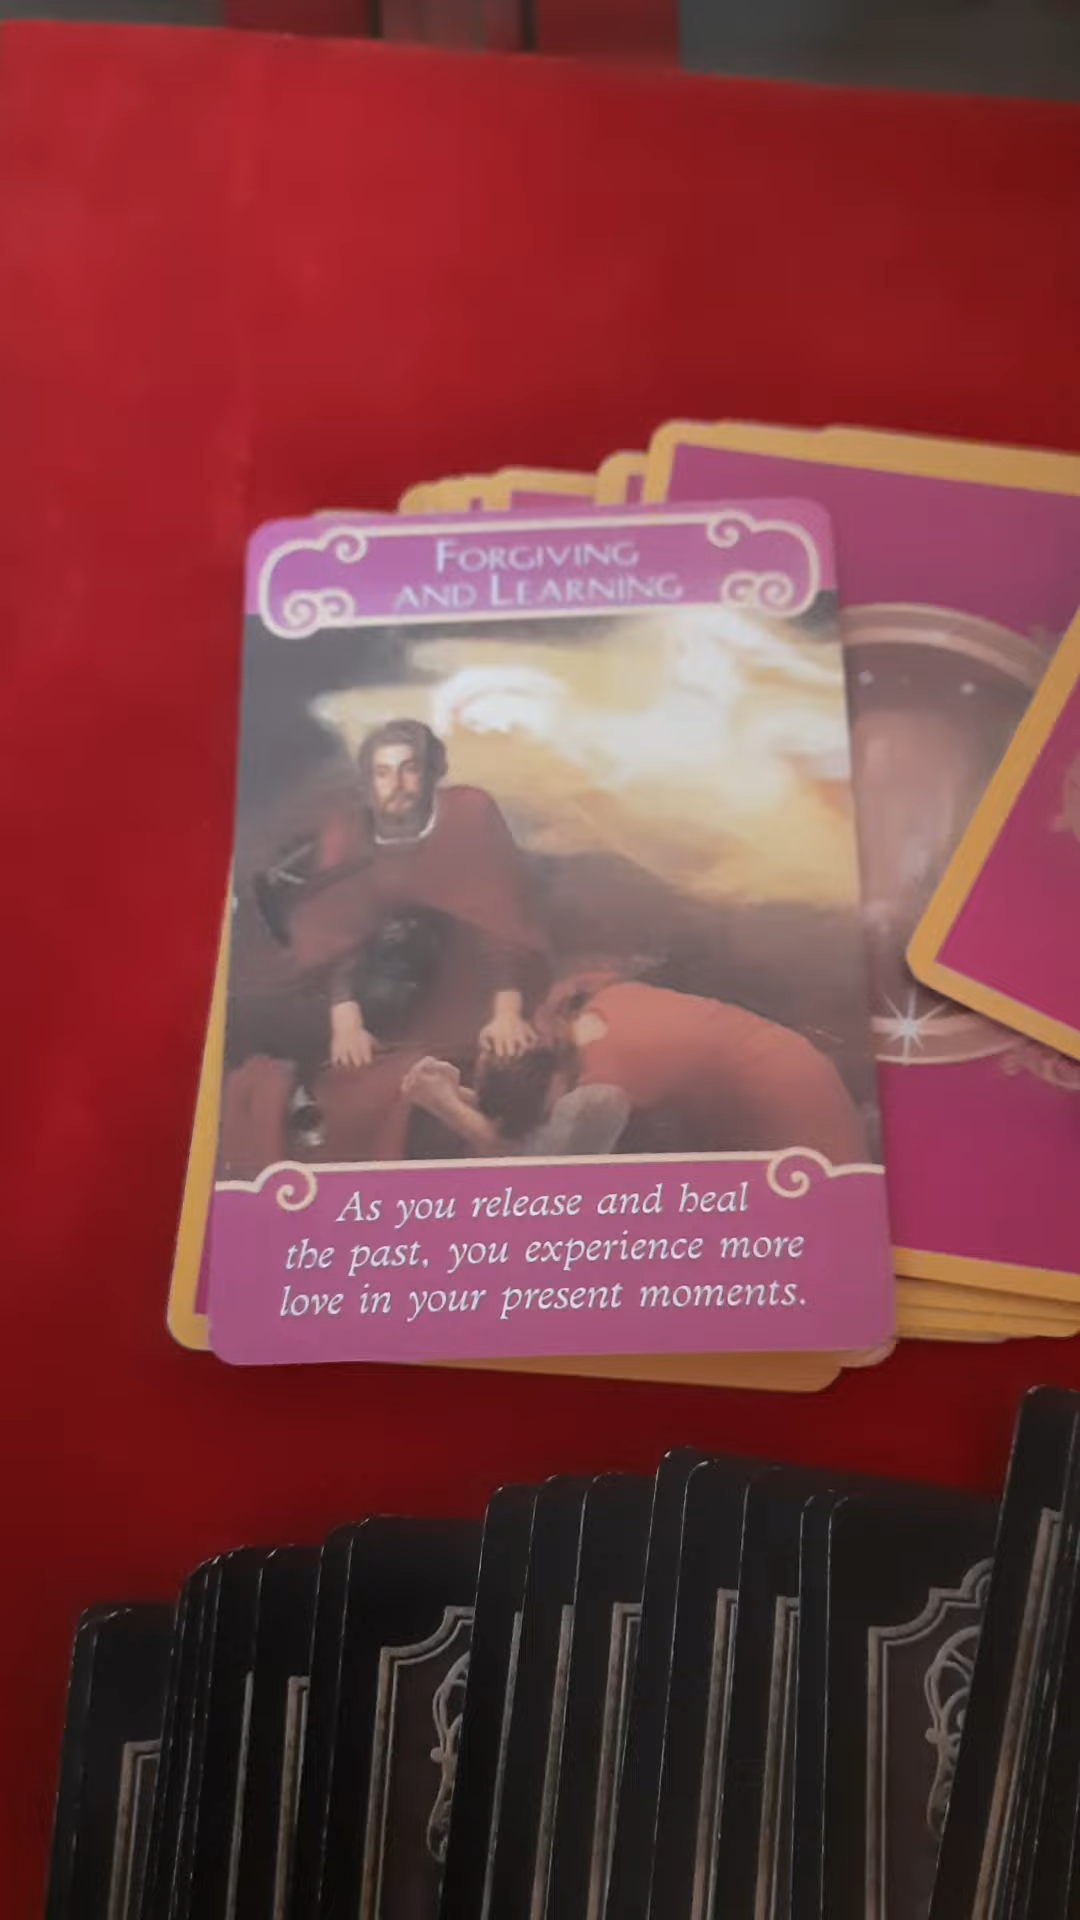 FORGIVING
AND LEARNING
As you release and heal
the past, you experience more
love in your present moments.